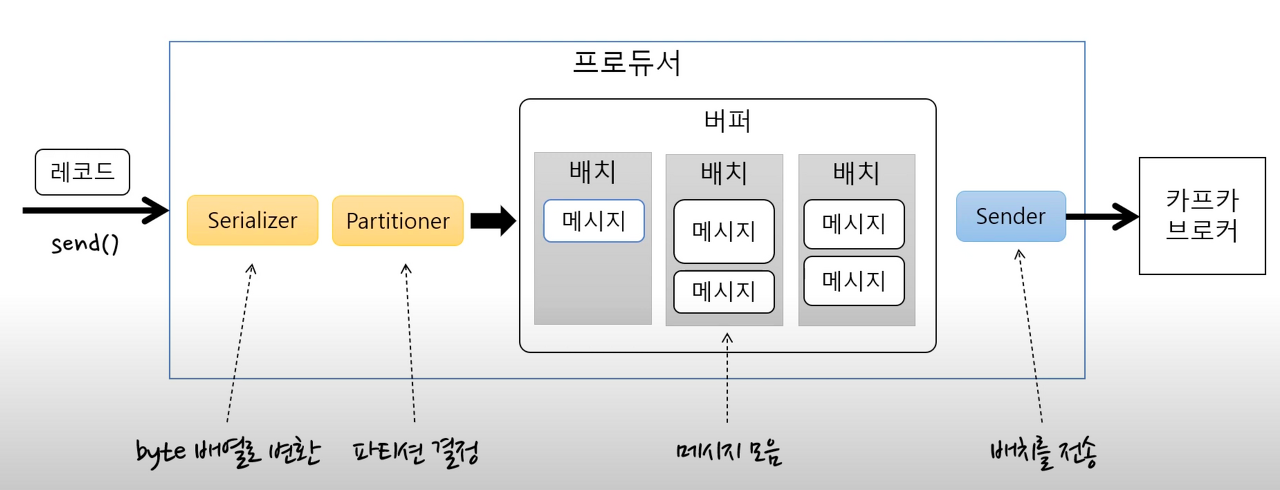 프로듀서
버퍼
레코드
send()
Serializer
Partitioner
배치
메시지
배치
메시지
메시지
배치
메시지
메시지
Sender
카프카
브로커
byte 배열로 변환
파티션 결정
메시지 모음
배치를 전송